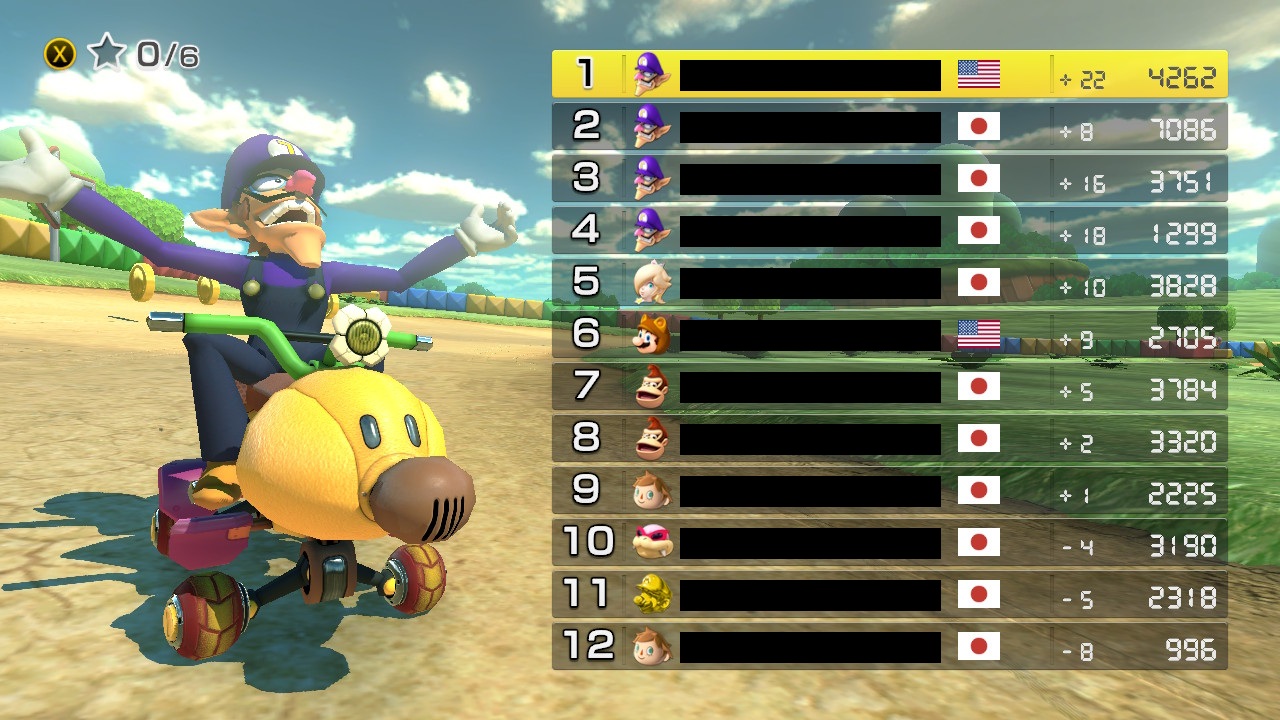 X 0/6
1 + 22 4262
2 + 8 7086
3 + 16 3751
4 + 18 1299
5 + 10 3828
6 + 9 2705
7 + 5 3784
8 + 2 3320
9 + 1 2225
10 - 4 3190
11 - 5 2318
12 - 8 996